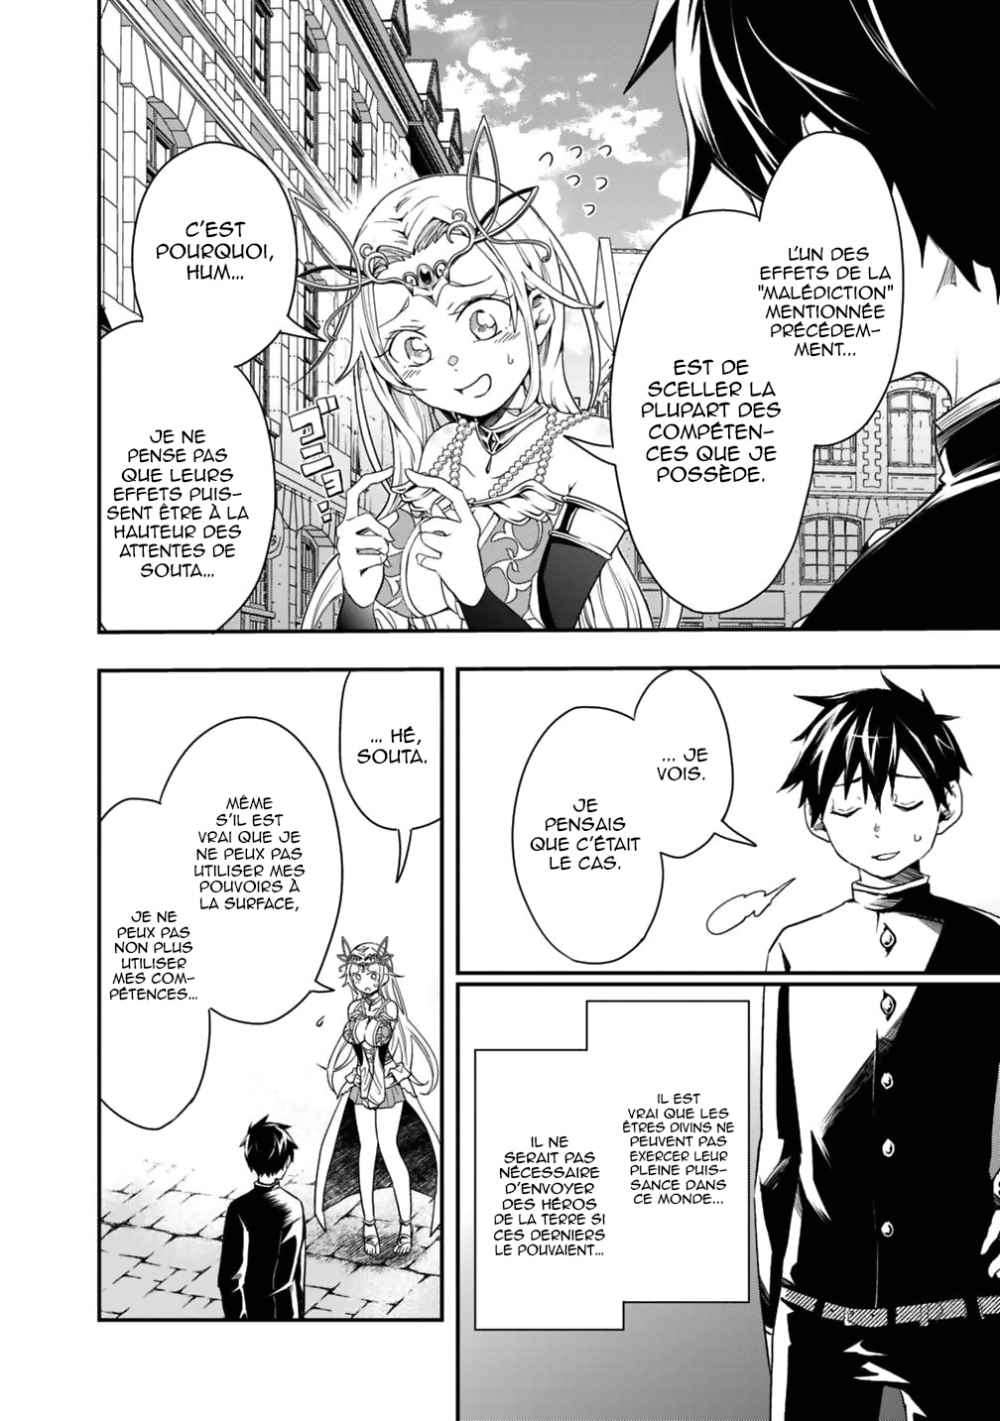 L'UN DES
EFFETS DE LA
"MALÉDICTION"
MENTIONNÉE
PRÉCÉDEM-
MENT...
EST DE
SCELLER LA
PLUPART DES
COMPÉTEN-
CES QUE JE
POSSÈDE.
C'EST
POURQUOI,
HUM...
JE NE
PENSE PAS
QUE LEURS
EFFETS PUIS-
SENT ÊTRE À LA
HAUTEUR DES
ATTENTES DE
SOUTA...
... JE
VOIS.
JE
PENSAIS
QUE C'ÉTAIT
LE CAS.
IL EST
VRAI QUE LES
ÊTRES DIVINS NE
PEUVENT PAS
EXERCER LEUR
PLEINE PUIS-
SANCE DANS
CE MONDE...
IL NE
SERAIT PAS
NÉCESSAIRE
D'ENVOYER
DES HÉROS
DE LA TERRE SI
CES DERNIERS
LE POUVAIENT...
... HÉ,
SOUTA.
MÊME
S'IL EST
VRAI QUE JE
NE PEUX PAS
UTILISER MES
POUVOIRS À
LA SURFACE,
JE NE
PEUX PAS
NON PLUS
UTILISER
MES COM-
PÉTENCES...